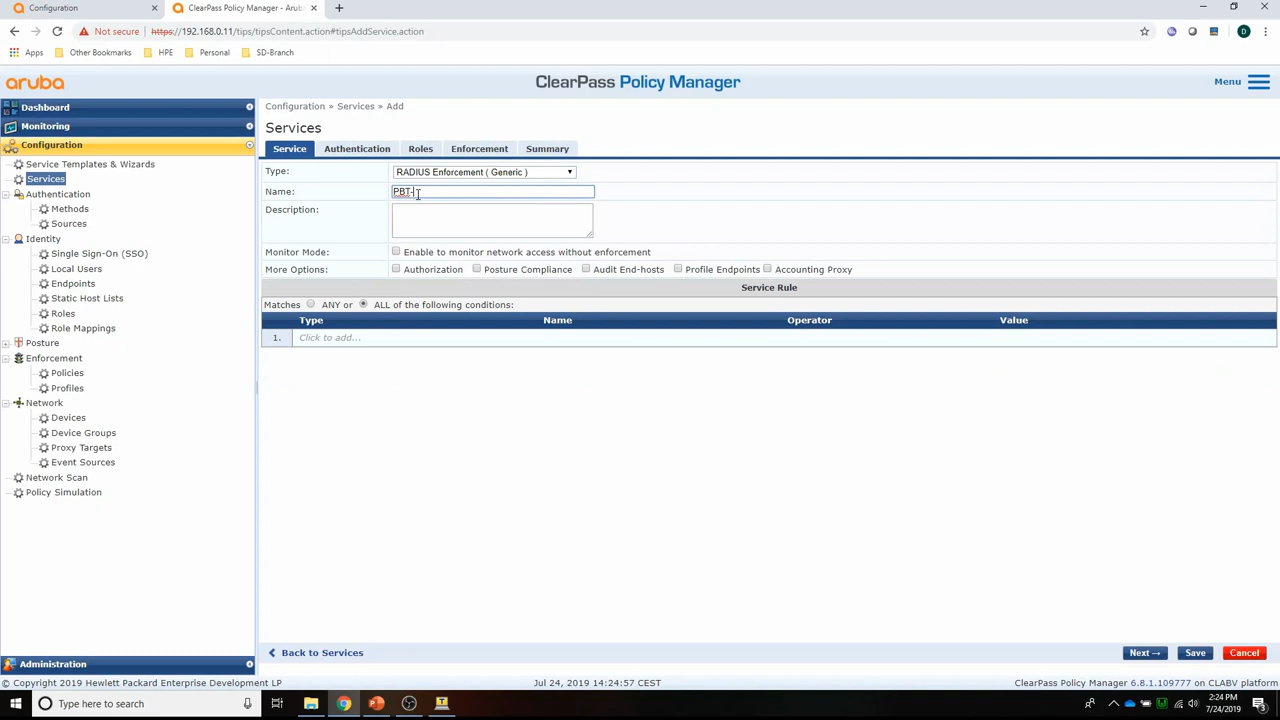 Configuration
ClearPass Policy Manager - Aruba
Not secure | https://192.168.0.11/tips/tipsContent.action#tipsAddService.action
D
Apps Other Bookmarks HPE Personal SD-Branch
aruba
ClearPass Policy Manager
Menu
Dashboard
Monitoring
Configuration
Service Templates & Wizards
Services
Authentication
Methods
Sources
Identity
Single Sign-On (SSO)
Local Users
Endpoints
Static Host Lists
Roles
Role Mappings
Posture
Enforcement
Policies
Profiles
Network
Devices
Device Groups
Proxy Targets
Event Sources
Network Scan
Policy Simulation
Administration
Configuration » Services » Add
Services
Service Authentication Roles Enforcement Summary
Type: RADIUS Enforcement ( Generic )
Name: PBT-
Description:
Monitor Mode: Enable to monitor network access without enforcement
More Options: Authorization Posture Compliance Audit End-hosts Profile Endpoints Accounting Proxy
Service Rule
Matches ANY or ALL of the following conditions:
Type Name Operator Value
1. Click to add...
Back to Services
Next → Save Cancel
© Copyright 2019 Hewlett Packard Enterprise Development LP Jul 24, 2019 14:24:57 CEST ClearPass Policy Manager 6.8.1.109777 on CLABV platform
Type here to search
2:24 PM
7/24/2019